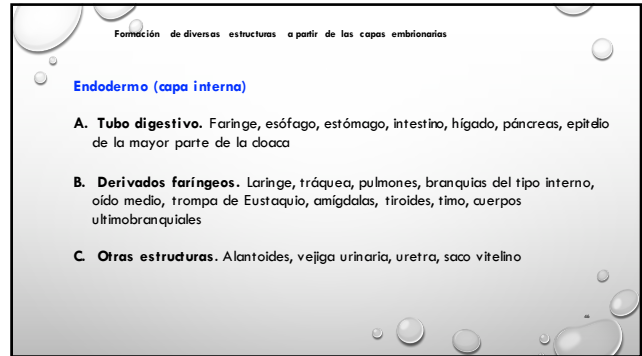 Formación de diversas estructuras a partir de las capas embrionarias
Endodermo (capa interna)
A. Tubo digestivo. Faringe, esófago, estómago, intestino, hígado, páncreas, epitelio
de la mayor parte de la cloaca
B. Derivados faríngeos. Laringe, tráquea, pulmones, branquias del tipo interno,
oído medio, trompa de Eustaquio, amígdalas, tiroides, timo, cuerpos
ultimobranquiales
C. Otras estructuras. Alantoides, vejiga urinaria, uretra, saco vitelino